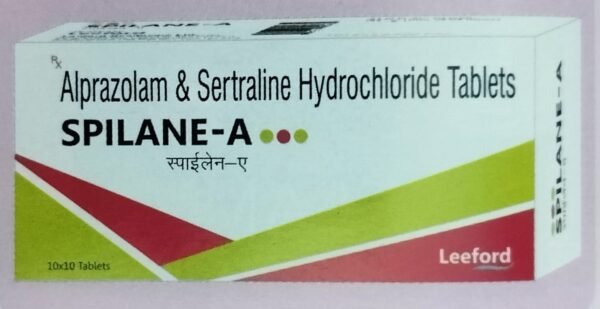 Rx
Alprazolam & Sertraline Hydrochloride Tablets
SPILANE-A
स्पाईलेन-ए
10x10 Tablets
Leeford
SPILANE-A